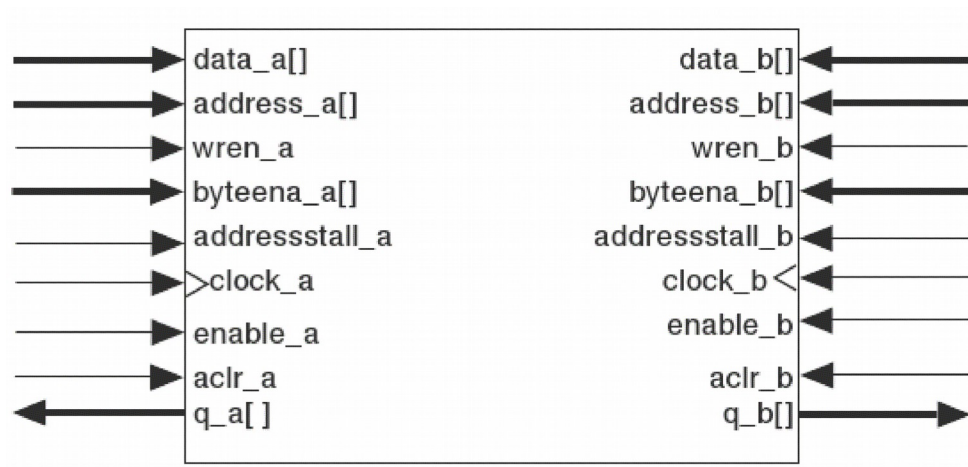 data_a[] data_b[]
address_a[] address_b[]
wren_a wren_b
byteena_a[] byteena_b[]
addressstall_a addressstall_b
clock_a clock_b
enable_a enable_b
aclr_a aclr_b
q_a[ ] q_b[]